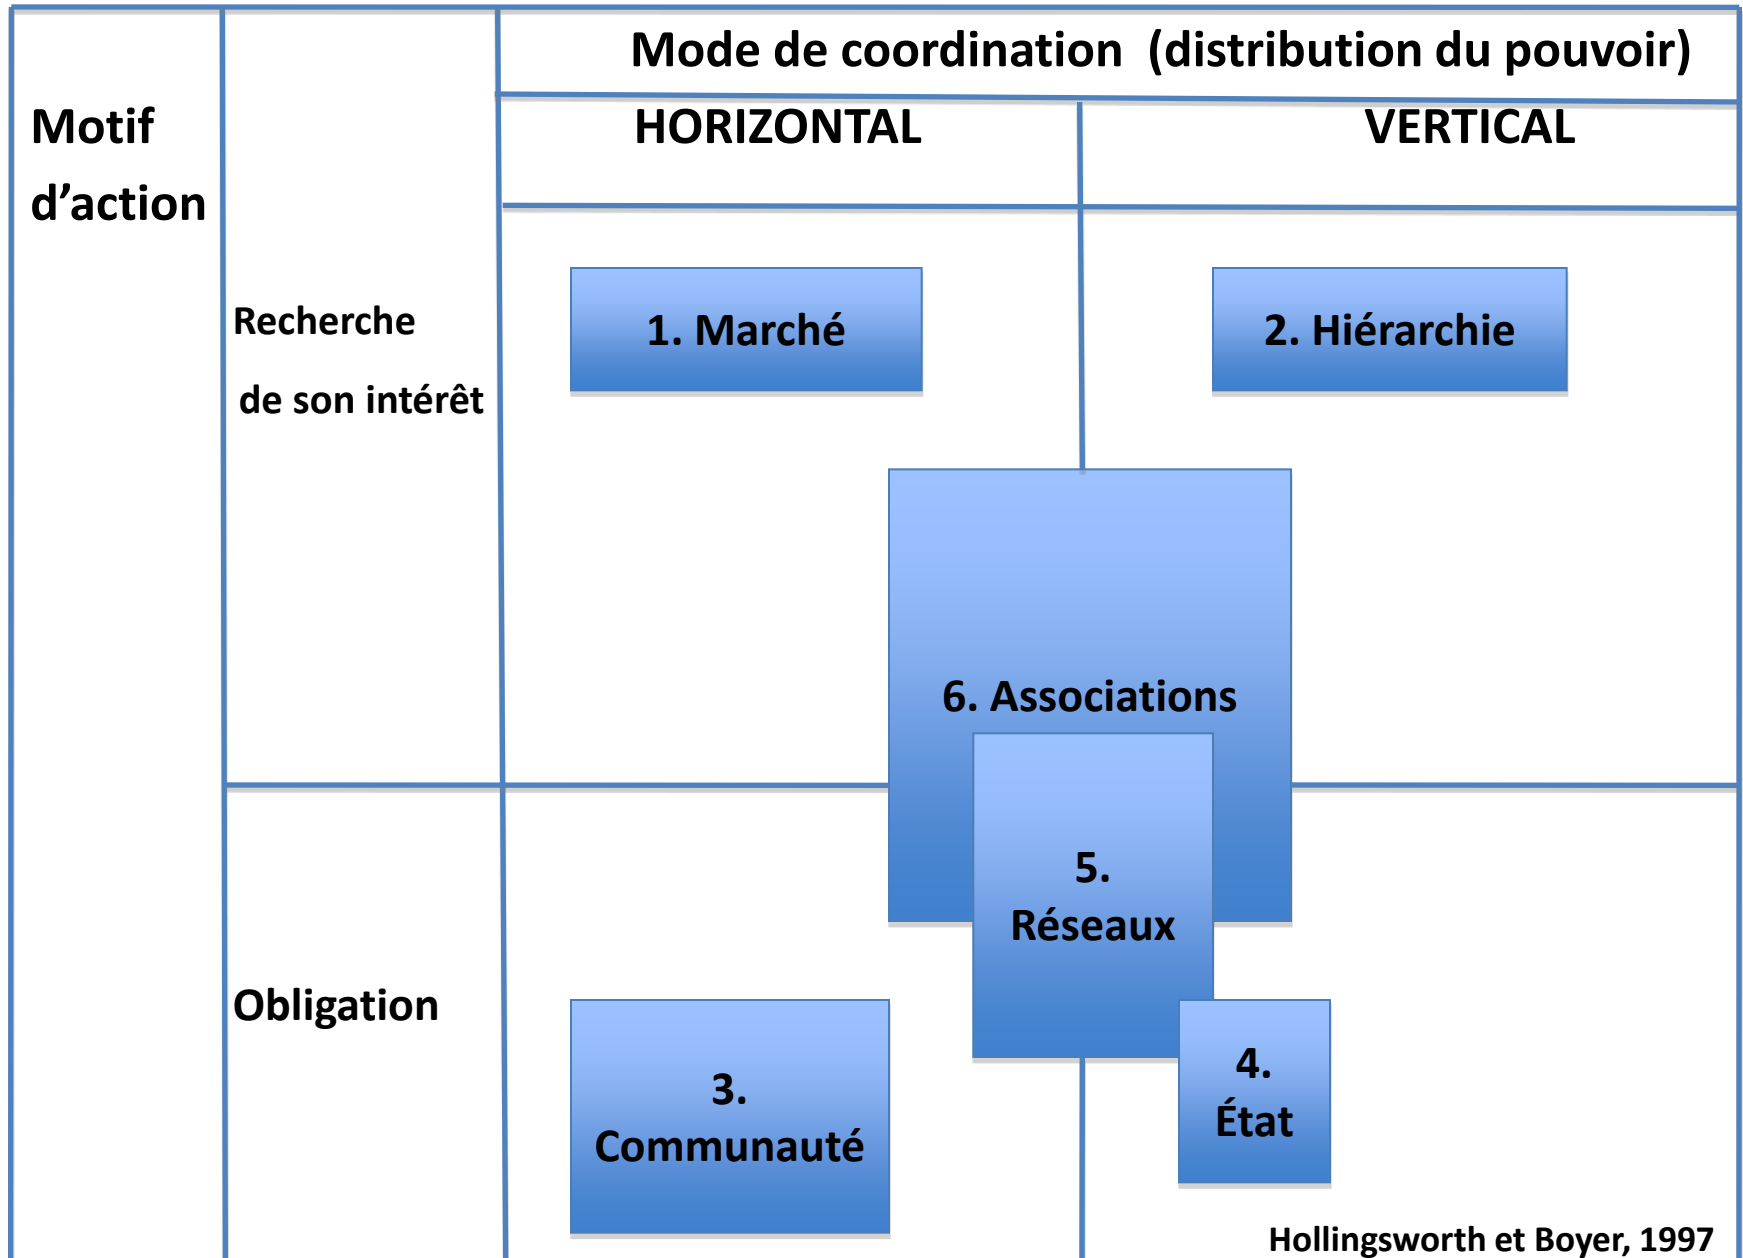 Mode de coordination (distribution du pouvoir)
Motif
d’action
HORIZONTAL
VERTICAL
Recherche
de son intérêt
1. Marché
2. Hiérarchie
6. Associations
5.
Réseaux
Obligation
3.
Communauté
4.
État
Hollingsworth et Boyer, 1997